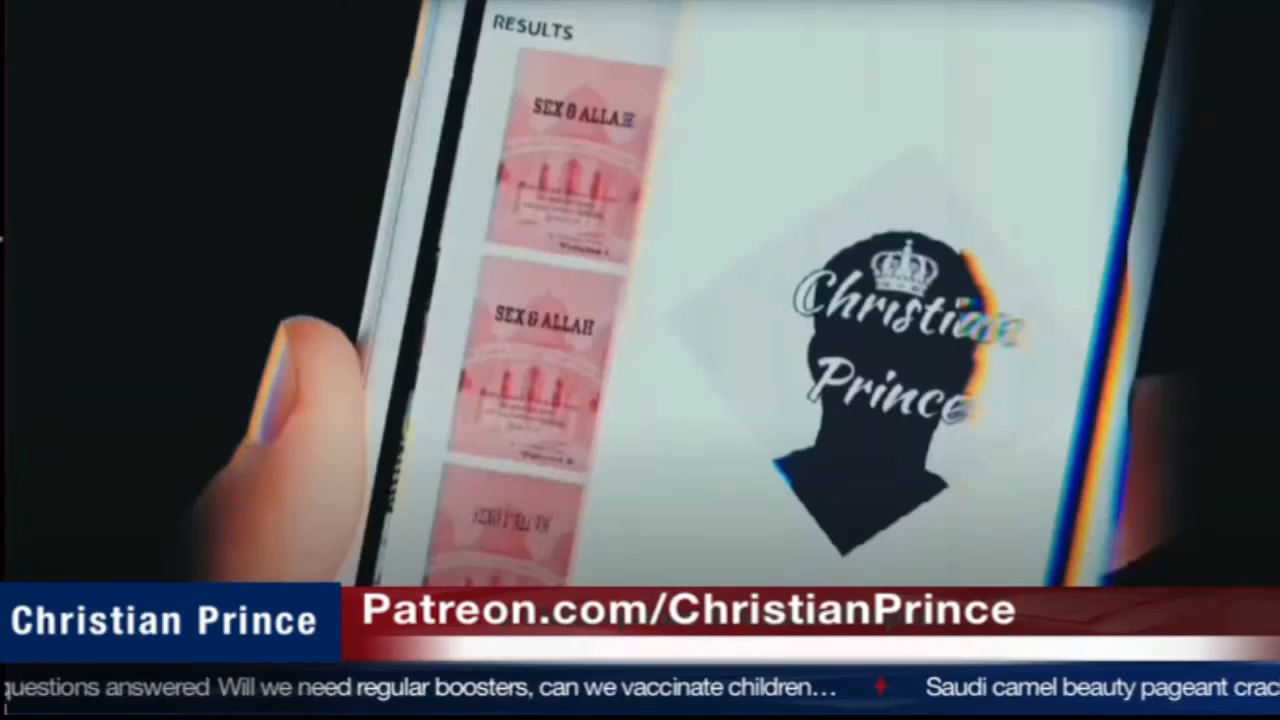 RESULTS
SEX & ALLAH
SEX & ALLAH
Christian
Prince
Christian Prince
Patreon.com/ChristianPrince
questions answered Will we need regular boosters, can we vaccinate children... Saudi camel beauty pageant crac